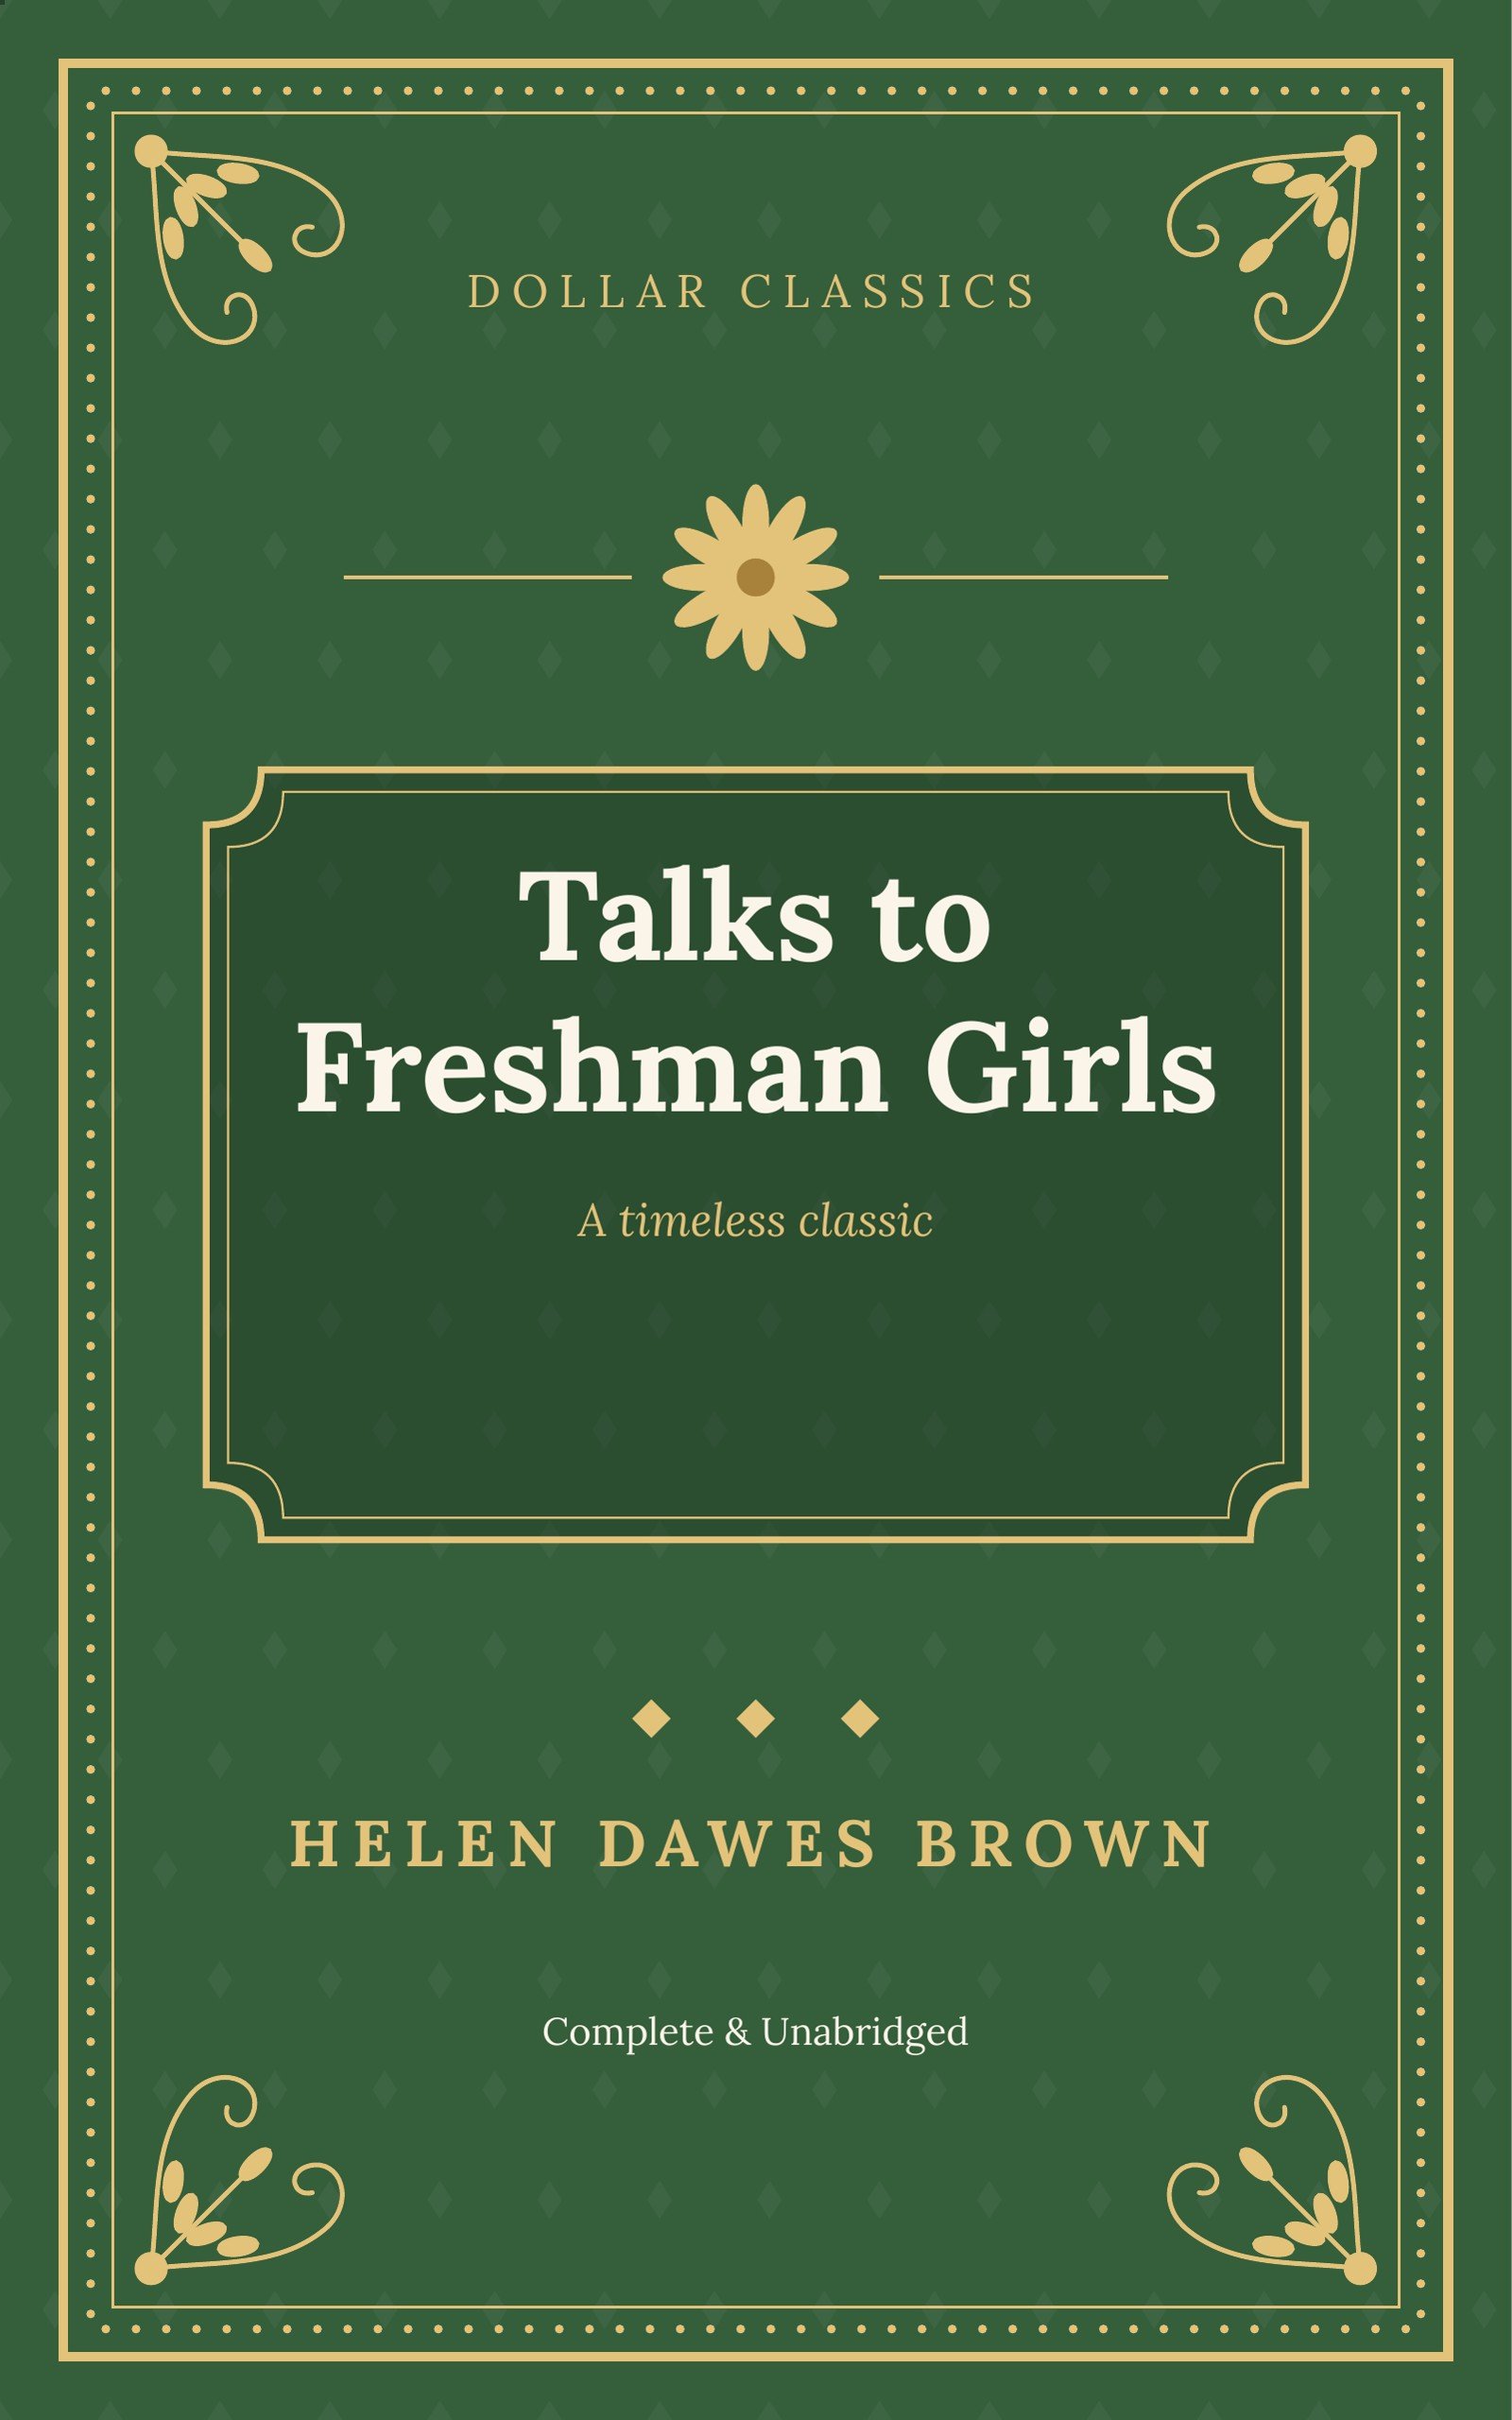 DOLLAR CLASSICS
Talks to
Freshman Girls
A timeless classic
HELEN DAWES BROWN
Complete & Unabridged